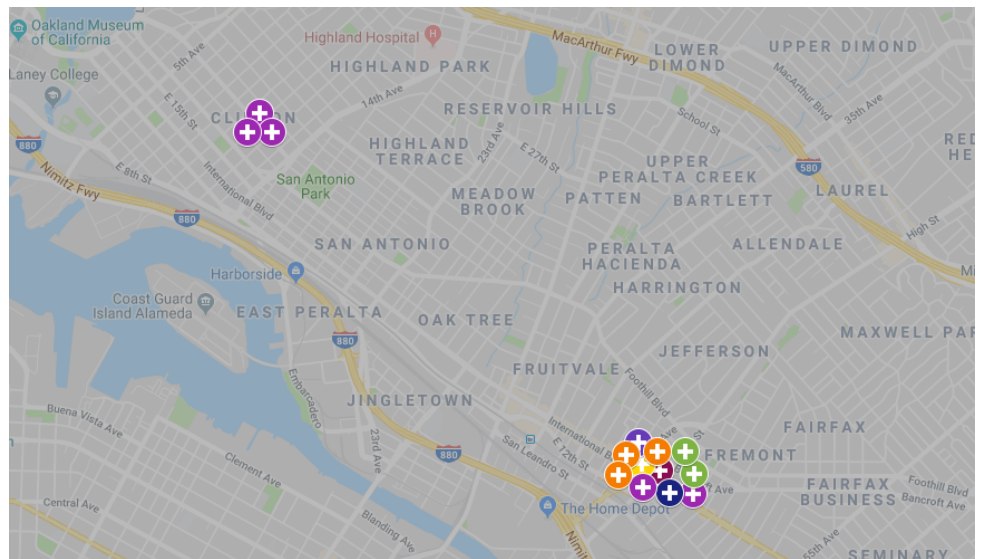 Oakland Museum
of California
Laney College
5th Ave
E 15th St
Highland Hospital
H
HIGHLAND PARK
14th Ave
MacArthur Fwy
LOWER
DIMOND
UPPER DIMOND
MacArthur Blvd
35th Ave
RESERVOIR HILLS
School St
HIGHLAND
TERRACE
23rd Ave
E 27th St
880
Nimitz Fwy
E 8th St
International Blvd
San Antonio
Park
880
MEADOW
BROOK
PATTEN
UPPER
PERALTA CREEK
BARTLETT
580
LAUREL
High St
SAN ANTONIO
PERALTA
HACIENDA
ALLENDALE
Harborside
HARRINGTON
Coast Guard
Island Alameda
EAST PERALTA
OAK TREE
880
JEFFERSON
FRUITVALE
Foothill Blvd
Embarcadero
JINGLETOWN
Buena Vista Ave
23rd Ave
Clement Ave
880
San Leandro St
E 12th St
FAIRFAX
FREMONT
FAIRFAX
BUSINESS
Foothill Blvd
Bancroft Ave
Central Ave
Blanding Ave
The Home Depot
55th Ave
SEMINARY